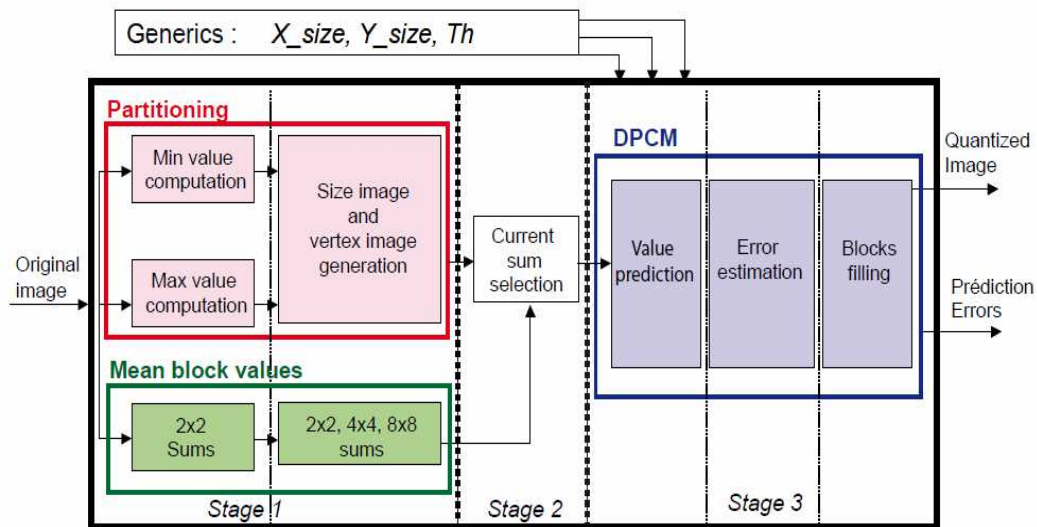 Generics : X_size, Y_size, Th
Partitioning
Min value
computation
Max value
computation
Size image
and
vertex image
generation
Original
image
Mean block values
2x2
Sums
2x2, 4x4, 8x8
sums
Stage 1
Current
sum
selection
Stage 2
DPCM
Value
prediction
Error
estimation
Blocks
filling
Stage 3
Quantized
Image
Prédiction
Errors